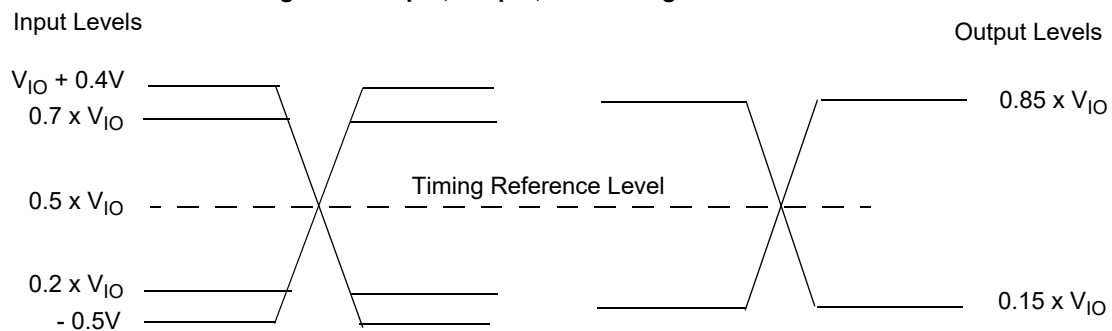 Input Levels
Output Levels
V_IO + 0.4V
0.7 x V_IO
0.85 x V_IO
Timing Reference Level
0.5 x V_IO
0.2 x V_IO
- 0.5V
0.15 x V_IO